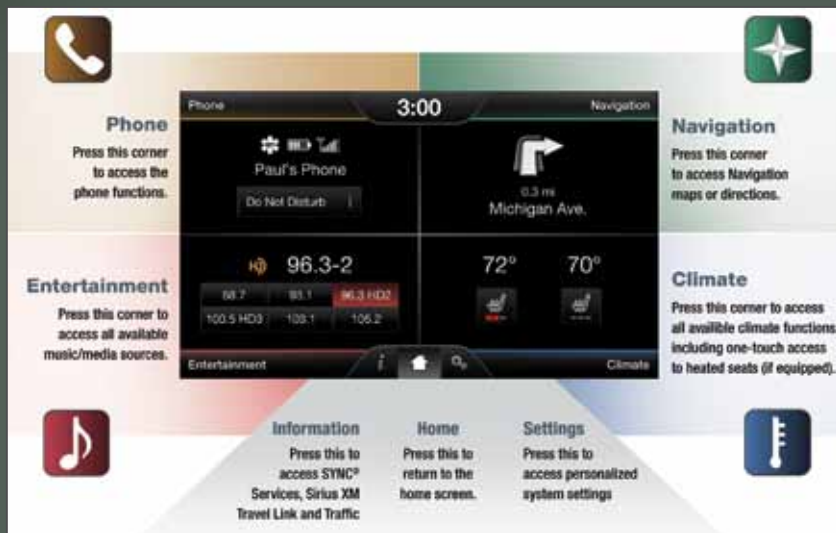 Phone
Press this corner
to access the
phone functions.
Entertainment
Press this corner to
access all available
music/media sources.
Phone
3:00
Navigation
Paul's Phone
Do Not Disturb
0.3 mi
Michigan Ave.
96.3-2
72° 70°
93.1 96.3 HD2
100.5 HD3 106.2
Entertainment
i
Climate
Navigation
Press this corner
to access Navigation
maps or directions.
Climate
Press this corner to access
all availible climate functions
including one-touch access
to heated seats (if equipped).
Information
Press this to
access SYNC®
Services, Sirius XM
Travel Link and Traffic
Home
Press this to
return to the
home screen.
Settings
Press this to
access personalized
system settings